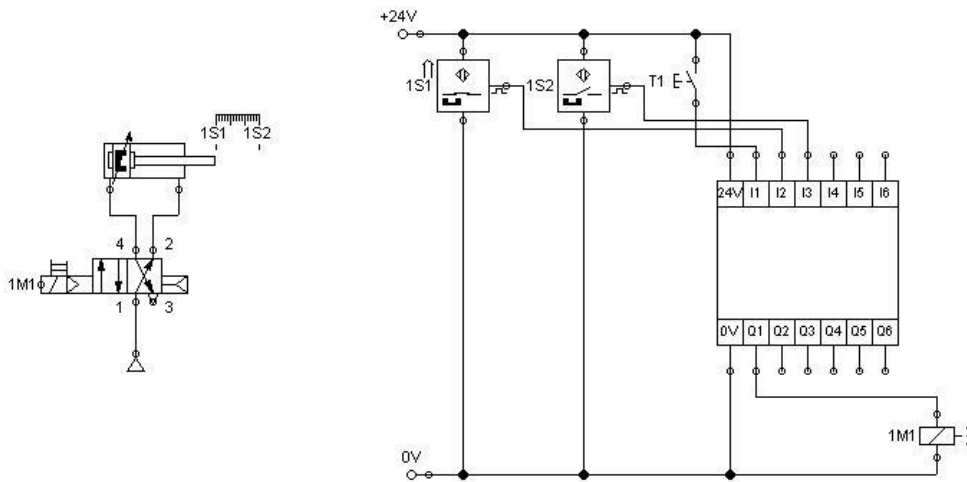 +24V
1S1
1S2
T1
1S1 1S2
4 2
1M1
1 3
24V I1 I2 I3 I4 I5 I6
0V Q1 Q2 Q3 Q4 Q5 Q6
1M1
0V